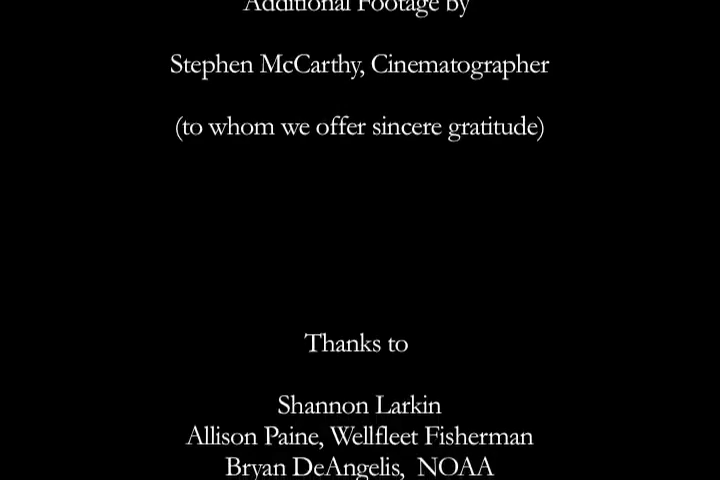 Additional Footage by
Stephen McCarthy, Cinematographer
(to whom we offer sincere gratitude)
Thanks to
Shannon Larkin
Allison Paine, Wellfleet Fisherman
Bryan DeAngelis, NOAA